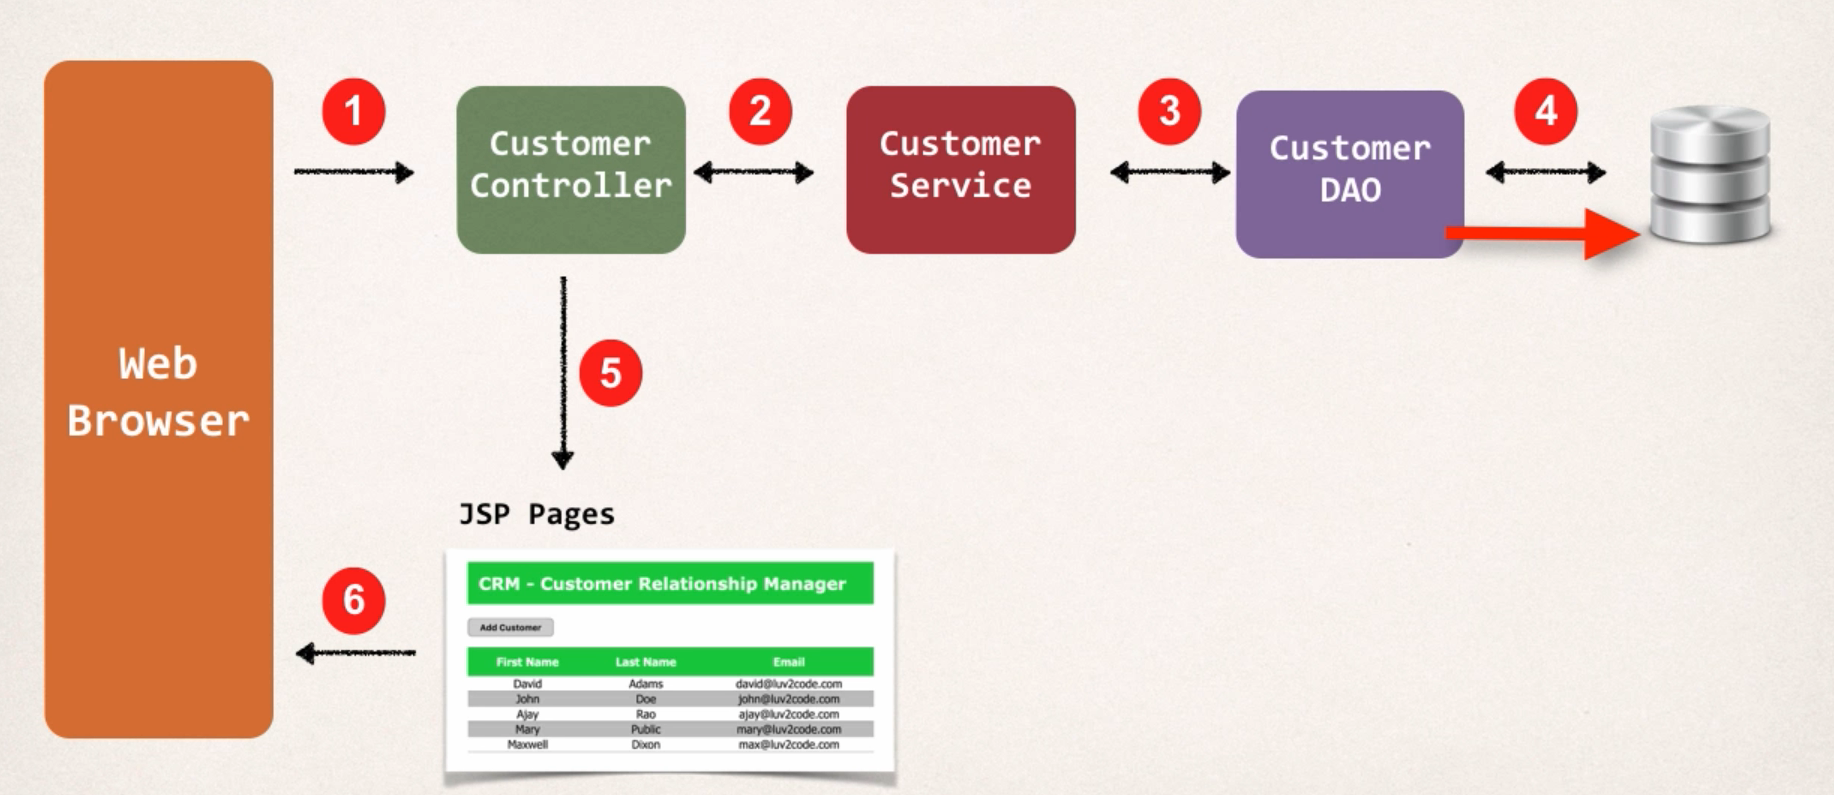 1
2
3
4
Customer
Controller
Customer
Service
Customer
DAO
Web
Browser
5
JSP Pages
6
CRM - Customer Relationship Manager
Add Customer
First Name Last Name Email
David Adams david@luv2code.com
John Doe john@luv2code.com
Ajay Rao ajay@luv2code.com
Mary Public mary@luv2code.com
Maxwell Dixon max@luv2code.com